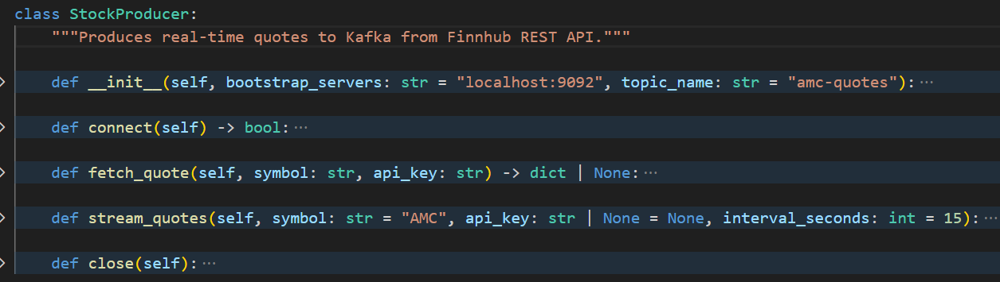 class StockProducer:
"""Produces real-time quotes to Kafka from Finnhub REST API."""
def __init__(self, bootstrap_servers: str = "localhost:9092", topic_name: str = "amc-quotes"):···
def connect(self) -> bool:···
def fetch_quote(self, symbol: str, api_key: str) -> dict | None:···
def stream_quotes(self, symbol: str = "AMC", api_key: str | None = None, interval_seconds: int = 15):···
def close(self):···